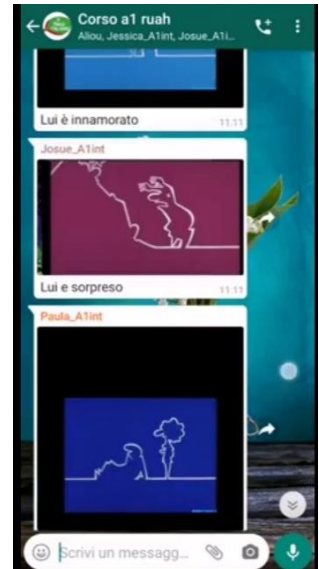 Corso a1 ruah
Aliou, Jessica_A1int, Josue_A1i...
Lui è innamorato
11:11
Josue_A1int
Lui e sorpreso
11:11
Paula_A1int
Scrivi un messagg...